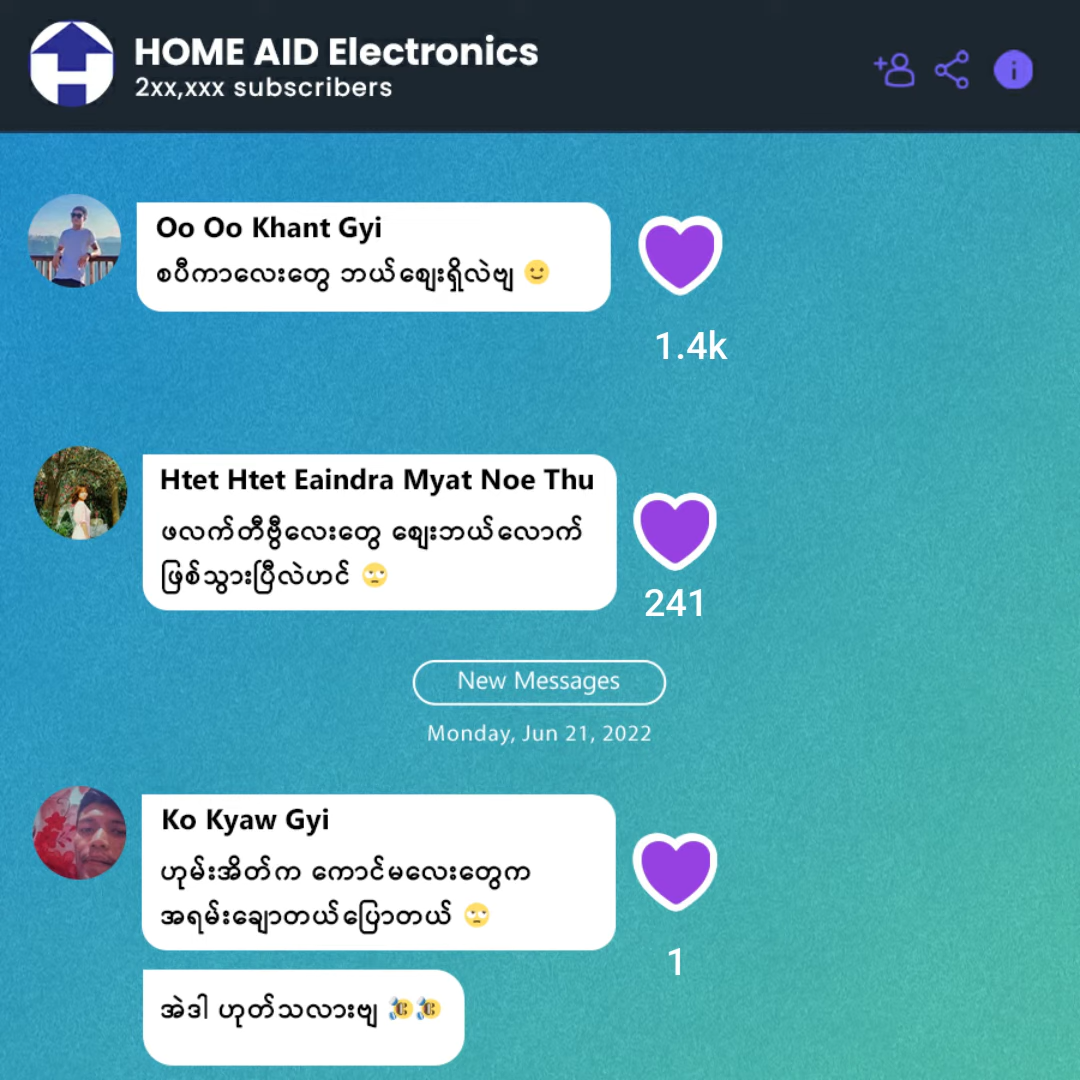 HOME AID Electronics
2xx,xxx subscribers
Oo Oo Khant Gyi
စပီကာလေးတွေ ဘယ်ဈေးရှိလဲဗျ 🙂
1.4k
Htet Htet Eaindra Myat Noe Thu
ဖလက်တီဗွီလေးတွေ ဈေးဘယ်လောက်
ဖြစ်သွားပြီလဲဟင် 🙄
241
New Messages
Monday, Jun 21, 2022
Ko Kyaw Gyi
ဟုမ်းအိတ်က ကောင်မလေးတွေက
အရမ်းချောတယ်ပြောတယ် 🙄
1
အဲဒါ ဟုတ်သလားဗျ 🤣🤣